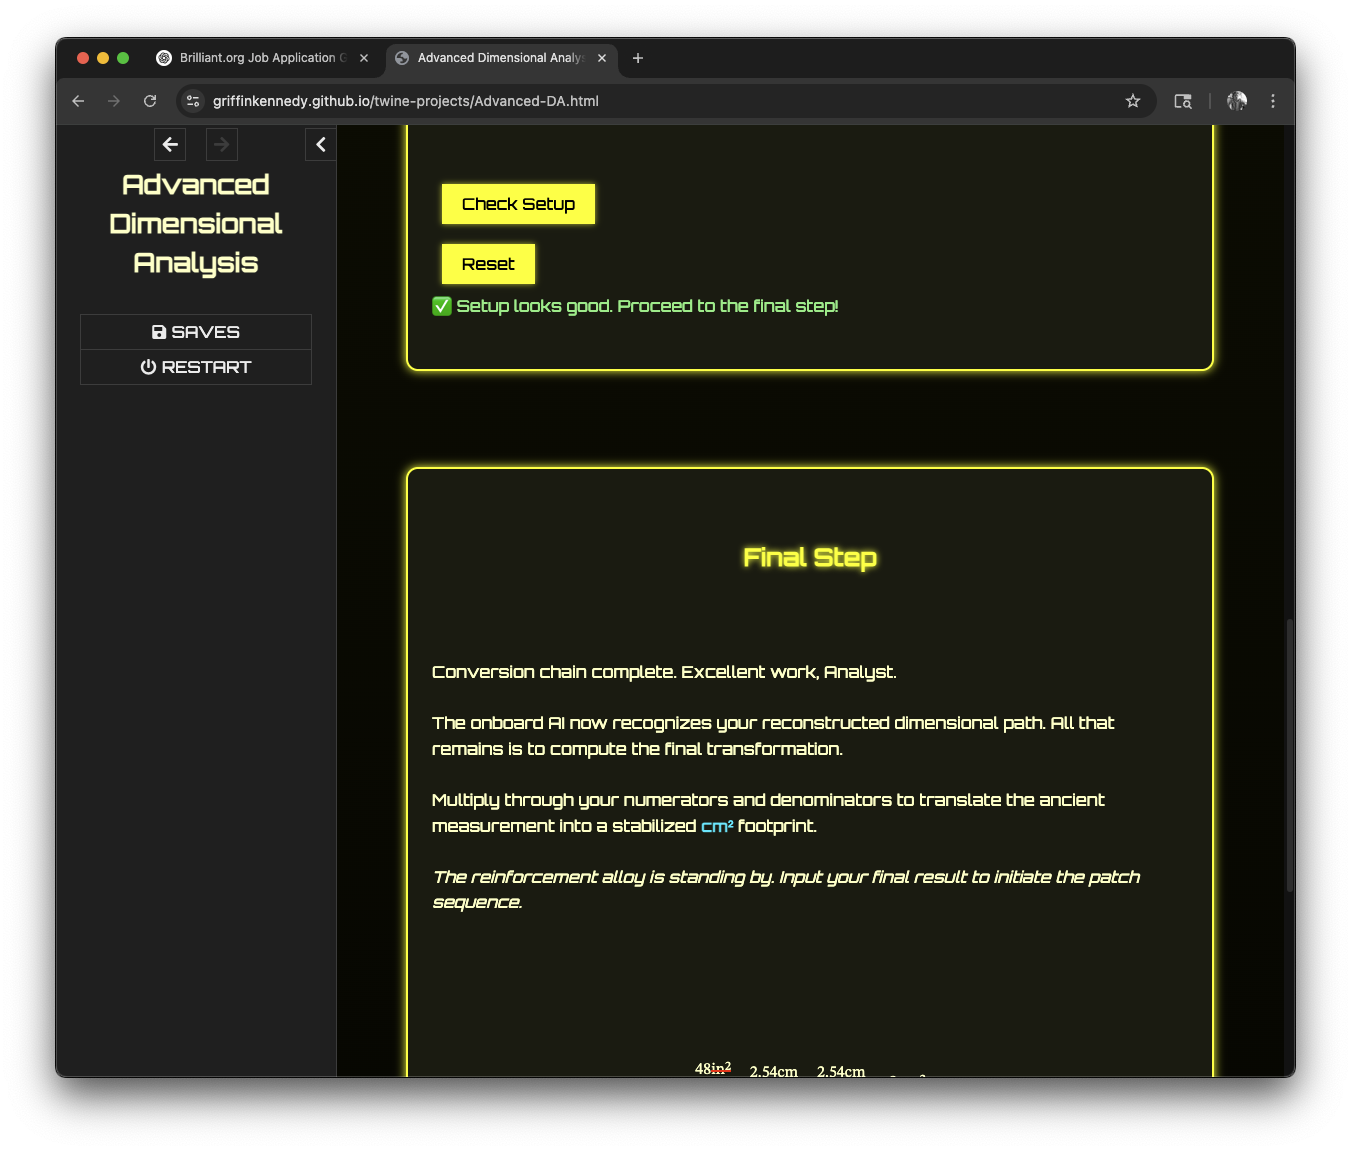 Brilliant.org Job Application G
Advanced Dimensional Analys
griffinkennedy.github.io/twine-projects/Advanced-DA.html
Advanced
Dimensional
Analysis
SAVES
RESTART
Check Setup
Reset
✅ Setup looks good. Proceed to the final step!
Final Step
Conversion chain complete. Excellent work, Analyst.
The onboard AI now recognizes your reconstructed dimensional path. All that
remains is to compute the final transformation.
Multiply through your numerators and denominators to translate the ancient
measurement into a stabilized cm² footprint.
The reinforcement alloy is standing by. Input your final result to initiate the patch
sequence.
48in² 2.54cm 2.54cm